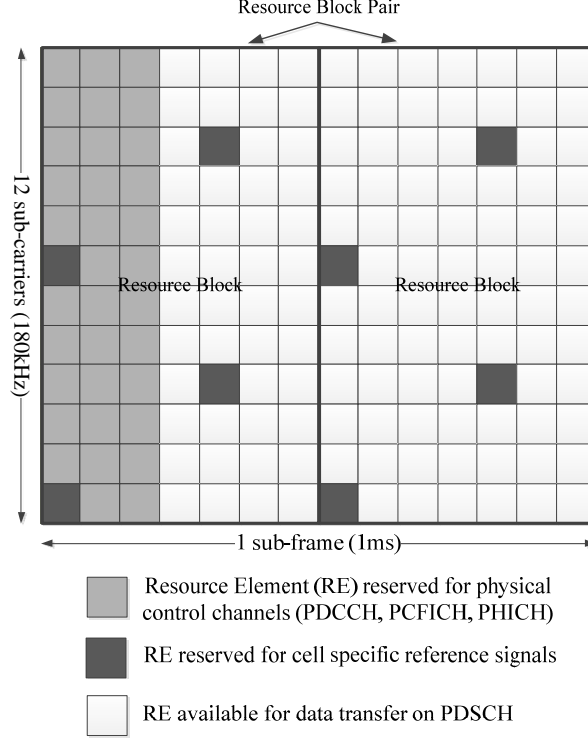 Resource Block Pair
12 sub-carriers (180kHz)
Resource Block
Resource Block
1 sub-frame (1ms)
Resource Element (RE) reserved for physical
control channels (PDCCH, PCFICH, PHICH)
RE reserved for cell specific reference signals
RE available for data transfer on PDSCH